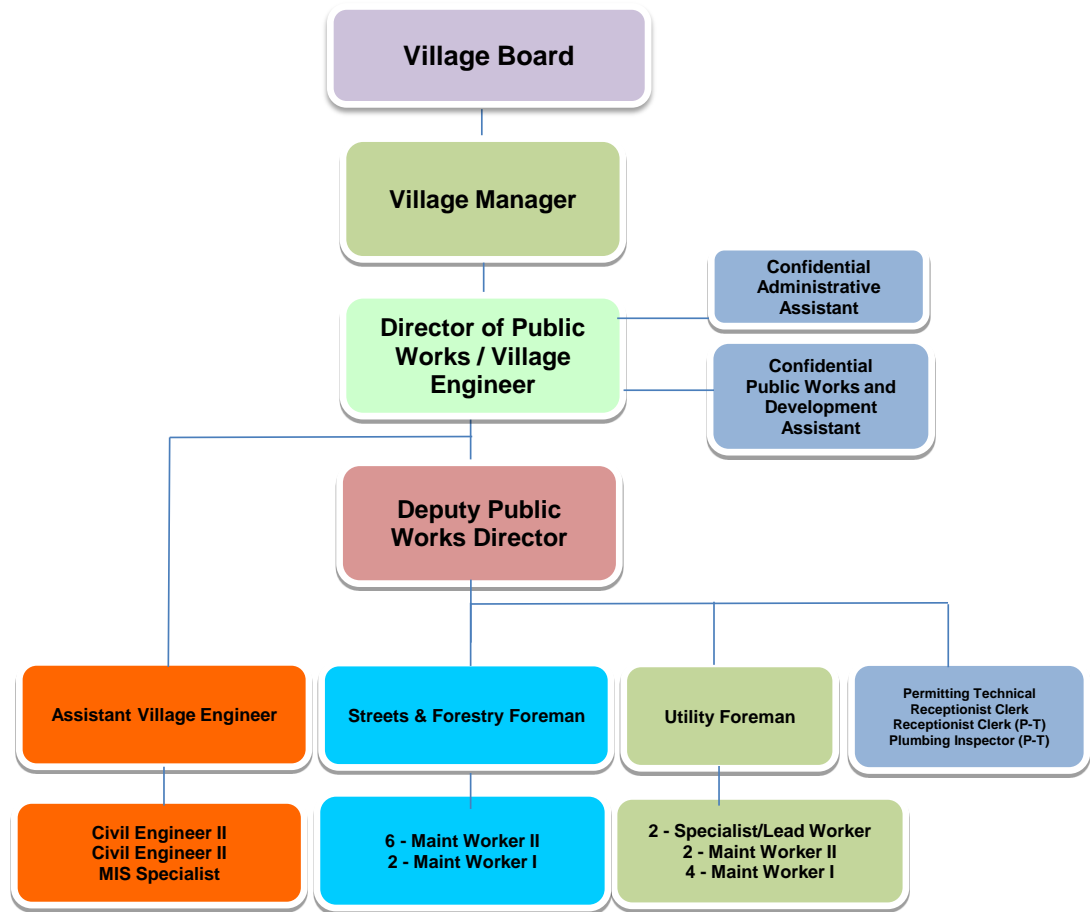 Village Board
Village Manager
Director of Public
Works / Village
Engineer
Confidential
Administrative
Assistant
Confidential
Public Works and
Development
Assistant
Deputy Public
Works Director
Assistant Village Engineer
Streets & Forestry Foreman
Utility Foreman
Permitting Technical
Receptionist Clerk
Receptionist Clerk (P-T)
Plumbing Inspector (P-T)
Civil Engineer II
Civil Engineer II
MIS Specialist
6 - Maint Worker II
2 - Maint Worker I
2 - Specialist/Lead Worker
2 - Maint Worker II
4 - Maint Worker I